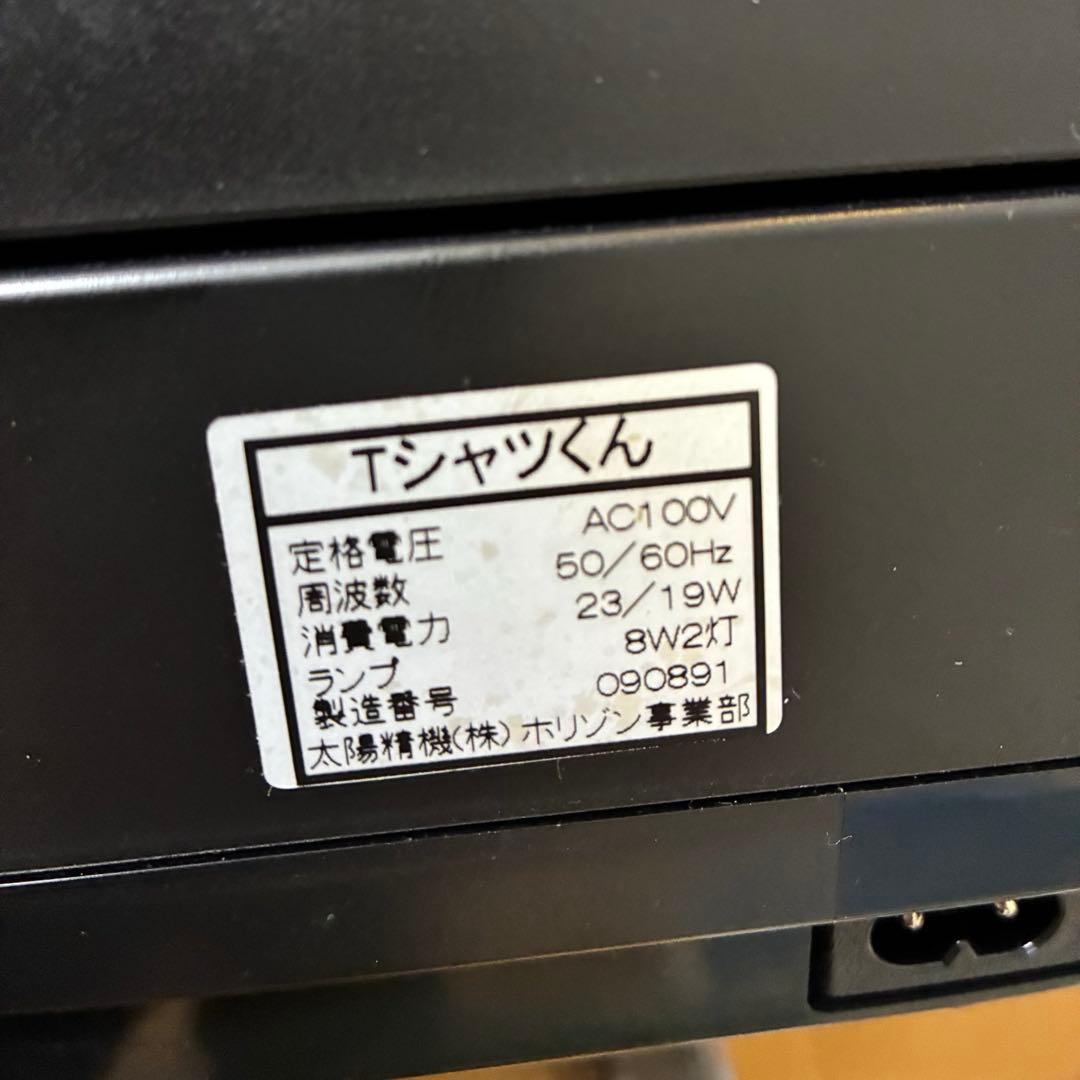 Tシャツくん
定格電圧 AC100V
周波数 50/60Hz
消費電力 23/19W
ランプ 8W2灯
製造番号 090891
太陽精機(株) ホリゾン事業部